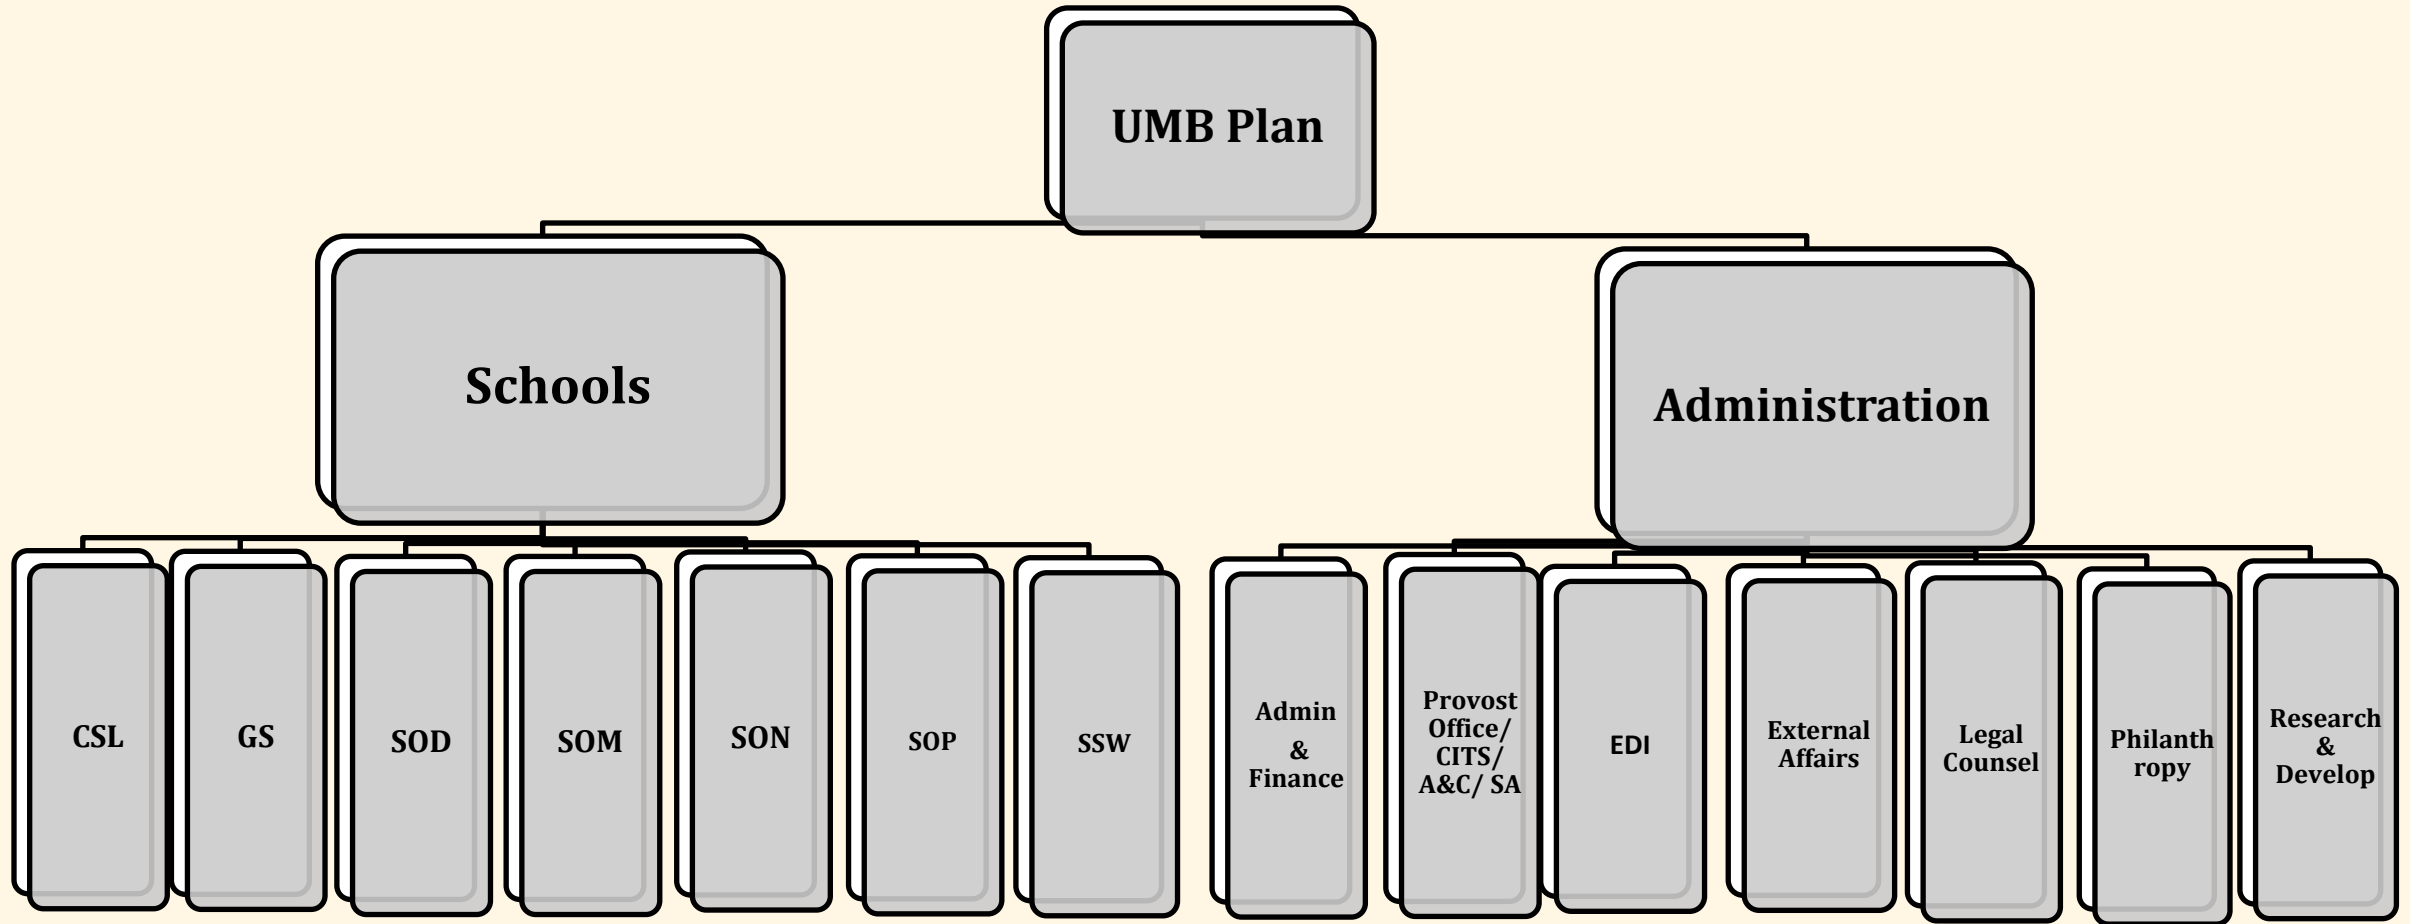 UMB Plan
Schools
Administration
CSL
GS
SOD
SOM
SON
SOP
SSW
Admin
&
Finance
Provost
Office/
CITS/
A&C/ SA
EDI
External
Affairs
Legal
Counsel
Philanth
ropy
Research
&
Develop